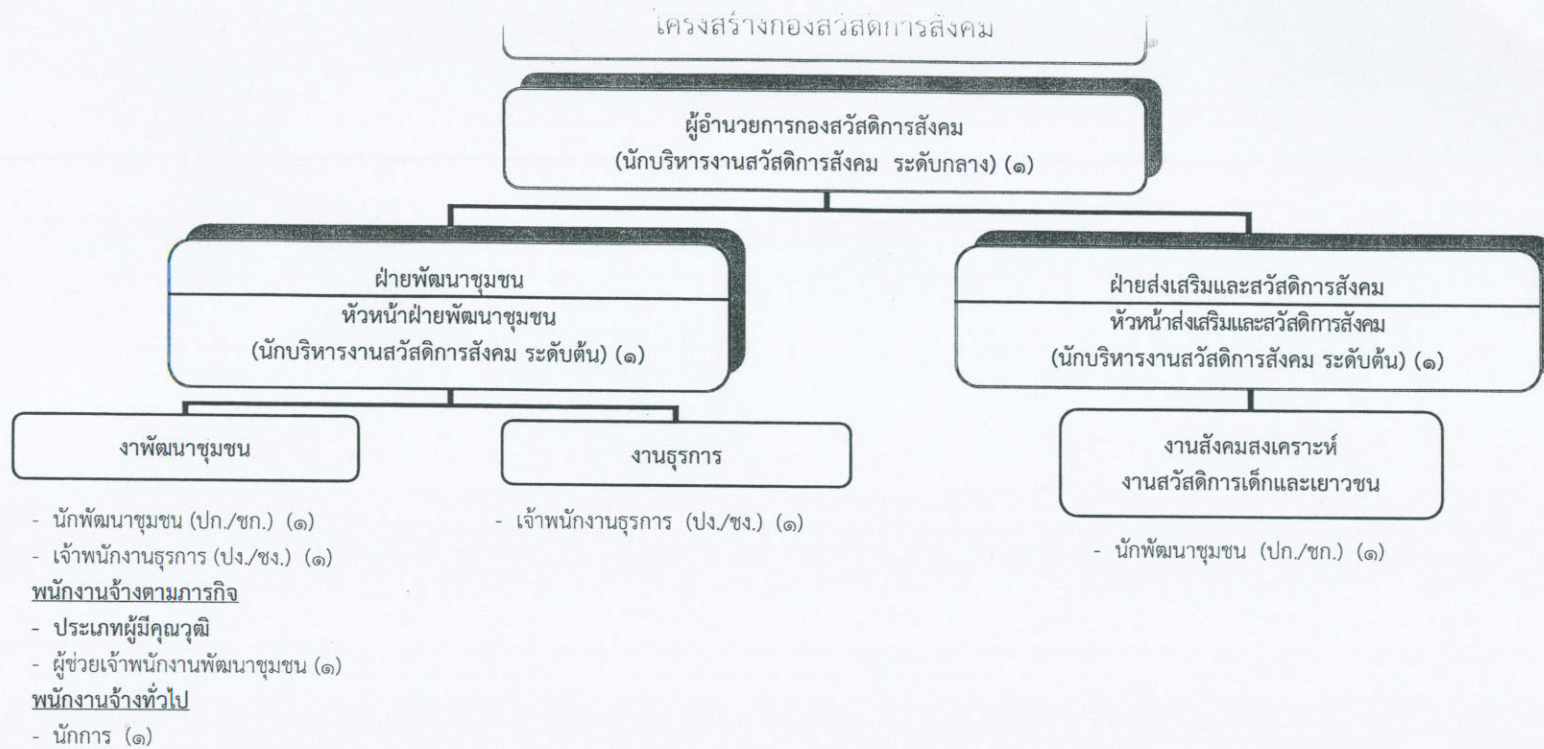 โครงสร้างกองสวัสดิการสังคม
ผู้อำนวยการกองสวัสดิการสังคม
(นักบริหารงานสวัสดิการสังคม ระดับกลาง) (๑)
ฝ่ายพัฒนาชุมชน
หัวหน้าฝ่ายพัฒนาชุมชน
(นักบริหารงานสวัสดิการสังคม ระดับต้น) (๑)
ฝ่ายส่งเสริมและสวัสดิการสังคม
หัวหน้าส่งเสริมและสวัสดิการสังคม
(นักบริหารงานสวัสดิการสังคม ระดับต้น) (๑)
งาพัฒนาชุมชน
- นักพัฒนาชุมชน (ปก./ชก.) (๑)
- เจ้าพนักงานธุรการ (ปง./ชง.) (๑)
พนักงานจ้างตามภารกิจ
- ประเภทผู้มีคุณวุฒิ
- ผู้ช่วยเจ้าพนักงานพัฒนาชุมชน (๑)
พนักงานจ้างทั่วไป
- นักการ (๑)
งานธุรการ
- เจ้าพนักงานธุรการ (ปง./ชง.) (๑)
งานสังคมสงเคราะห์
งานสวัสดิการเด็กและเยาวชน
- นักพัฒนาชุมชน (ปก./ชก.) (๑)